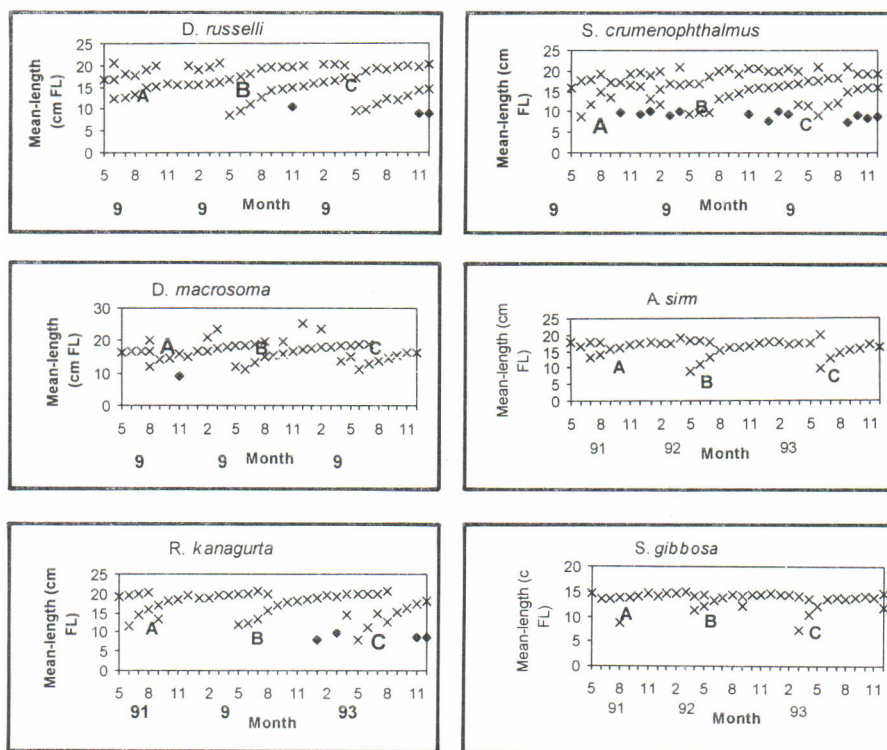 D. russelli
Mean-length (cm FL)
25
20
15
10
5
0
A
B
C
5 8 11 2 5 8 11 2 5 8 11
9 9 9
Month
S. crumenophthalmus
Mean-length (cm FL)
25
20
15
10
5
0
A
B
C
5 8 11 2 5 8 11 2 5 8 11
9 9 9
Month
D. macrosoma
Mean-length (cm FL)
30
20
10
0
A
B
C
5 8 11 2 5 8 11 2 5 8 11
9 9 9
Month
A. sirm
Mean-length (cm FL)
25
20
15
10
5
0
A
B
C
5 8 11 2 5 8 11 2 5 8 11
91 92 93
Month
R. kanagurta
Mean-length (cm FL)
25
20
15
10
5
0
A
B
C
5 8 11 2 5 8 11 2 5 8 11
91 9 93
Month
S. gibbosa
Mean-length (c FL)
20
15
10
5
0
A
B
C
5 8 11 2 5 8 11 2 5 8 11
91 92 93
Month